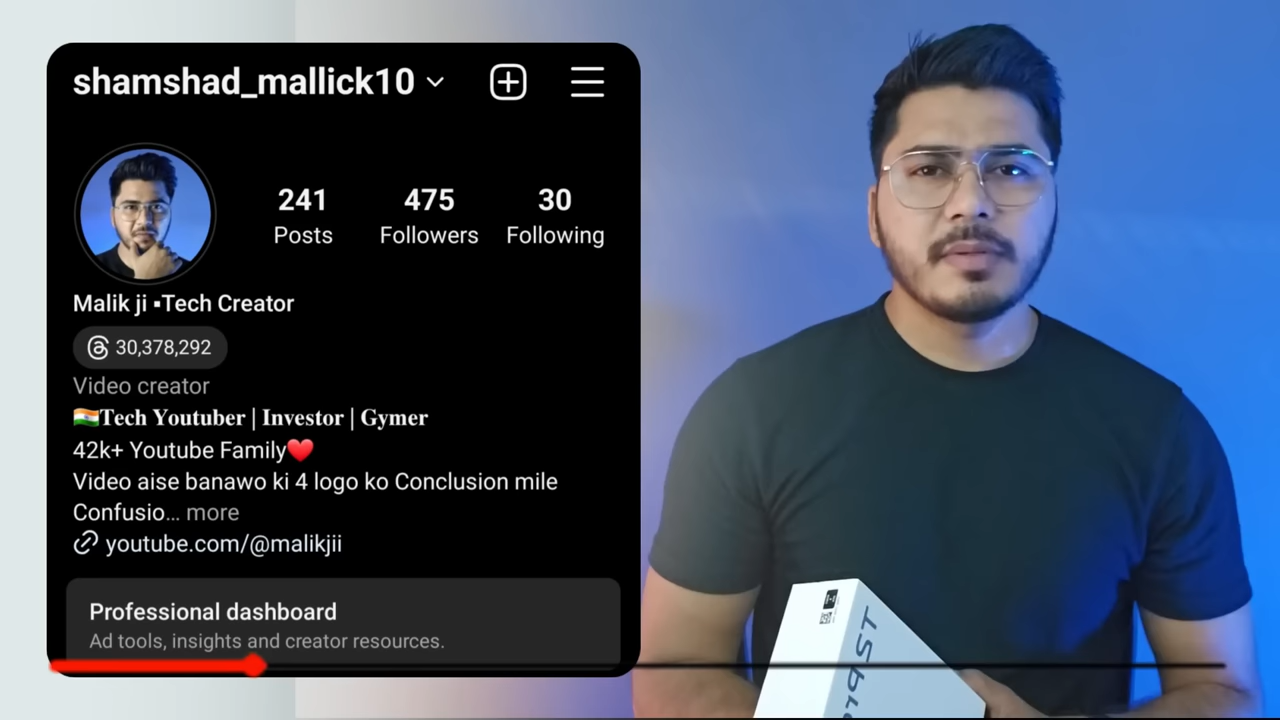 shamshad_mallick10
241
475
30
Posts
Followers
Following
Malik ji ▪Tech Creator
30,378,292
Video creator
🇮🇳Tech Youtuber | Investor | Gymer
42k+ Youtube Family❤️
Video aise banawo ki 4 logo ko Conclusion mile
Confusio... more
youtube.com/@malikjii
Professional dashboard
Ad tools, insights and creator resources.